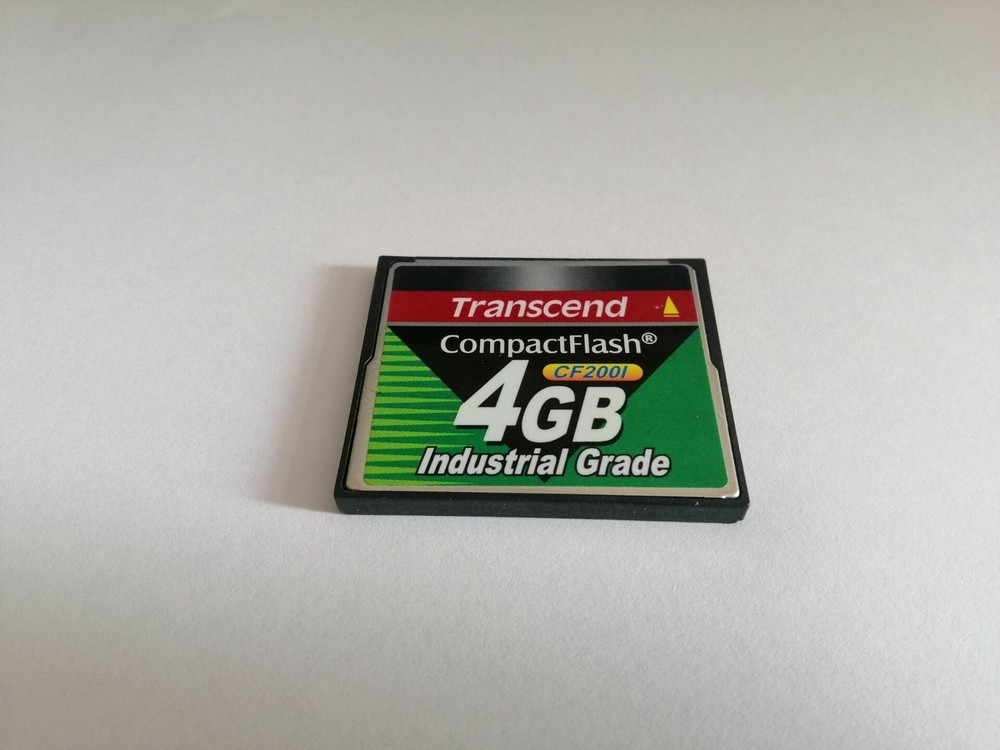 Transcend
CompactFlash®
CF200I
4GB
Industrial Grade